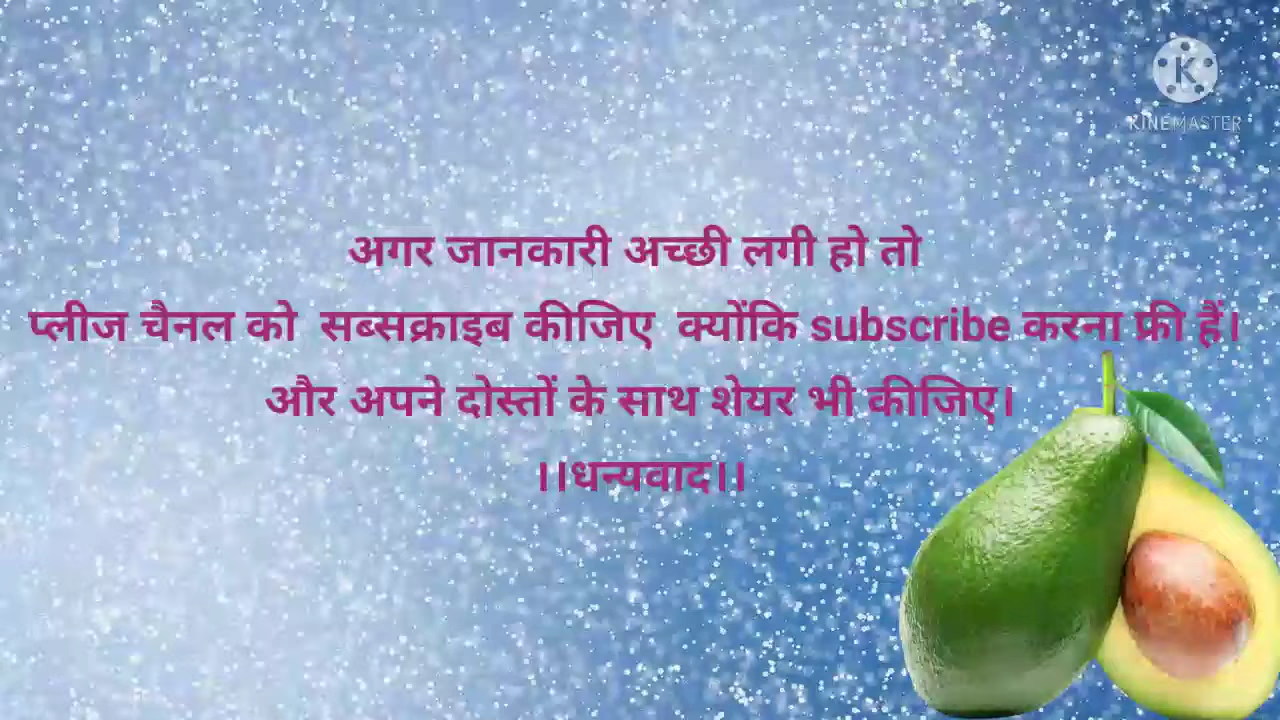 KINEMASTER
अगर जानकारी अच्छी लगी हो तो
प्लीज चैनल को सब्सक्राइब कीजिए क्योंकि subscribe करना फ्री हैं।
और अपने दोस्तों के साथ शेयर भी कीजिए।
।।धन्यवाद।।